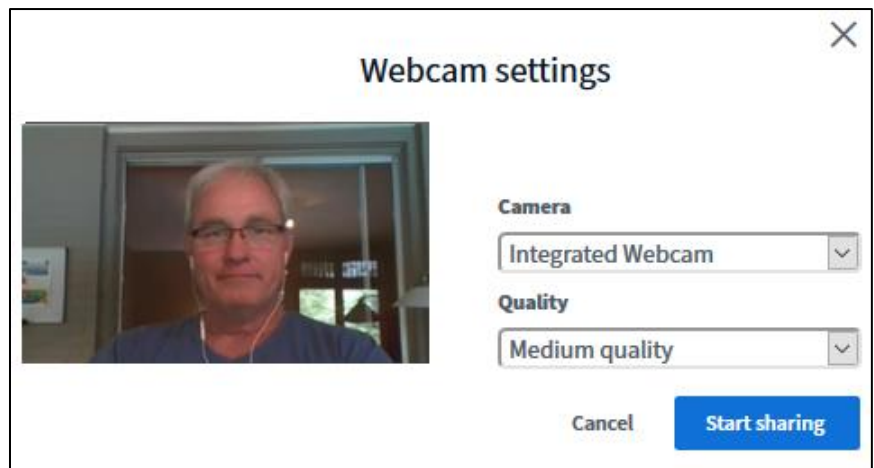 Webcam settings
Camera
Integrated Webcam
Quality
Medium quality
Cancel
Start sharing